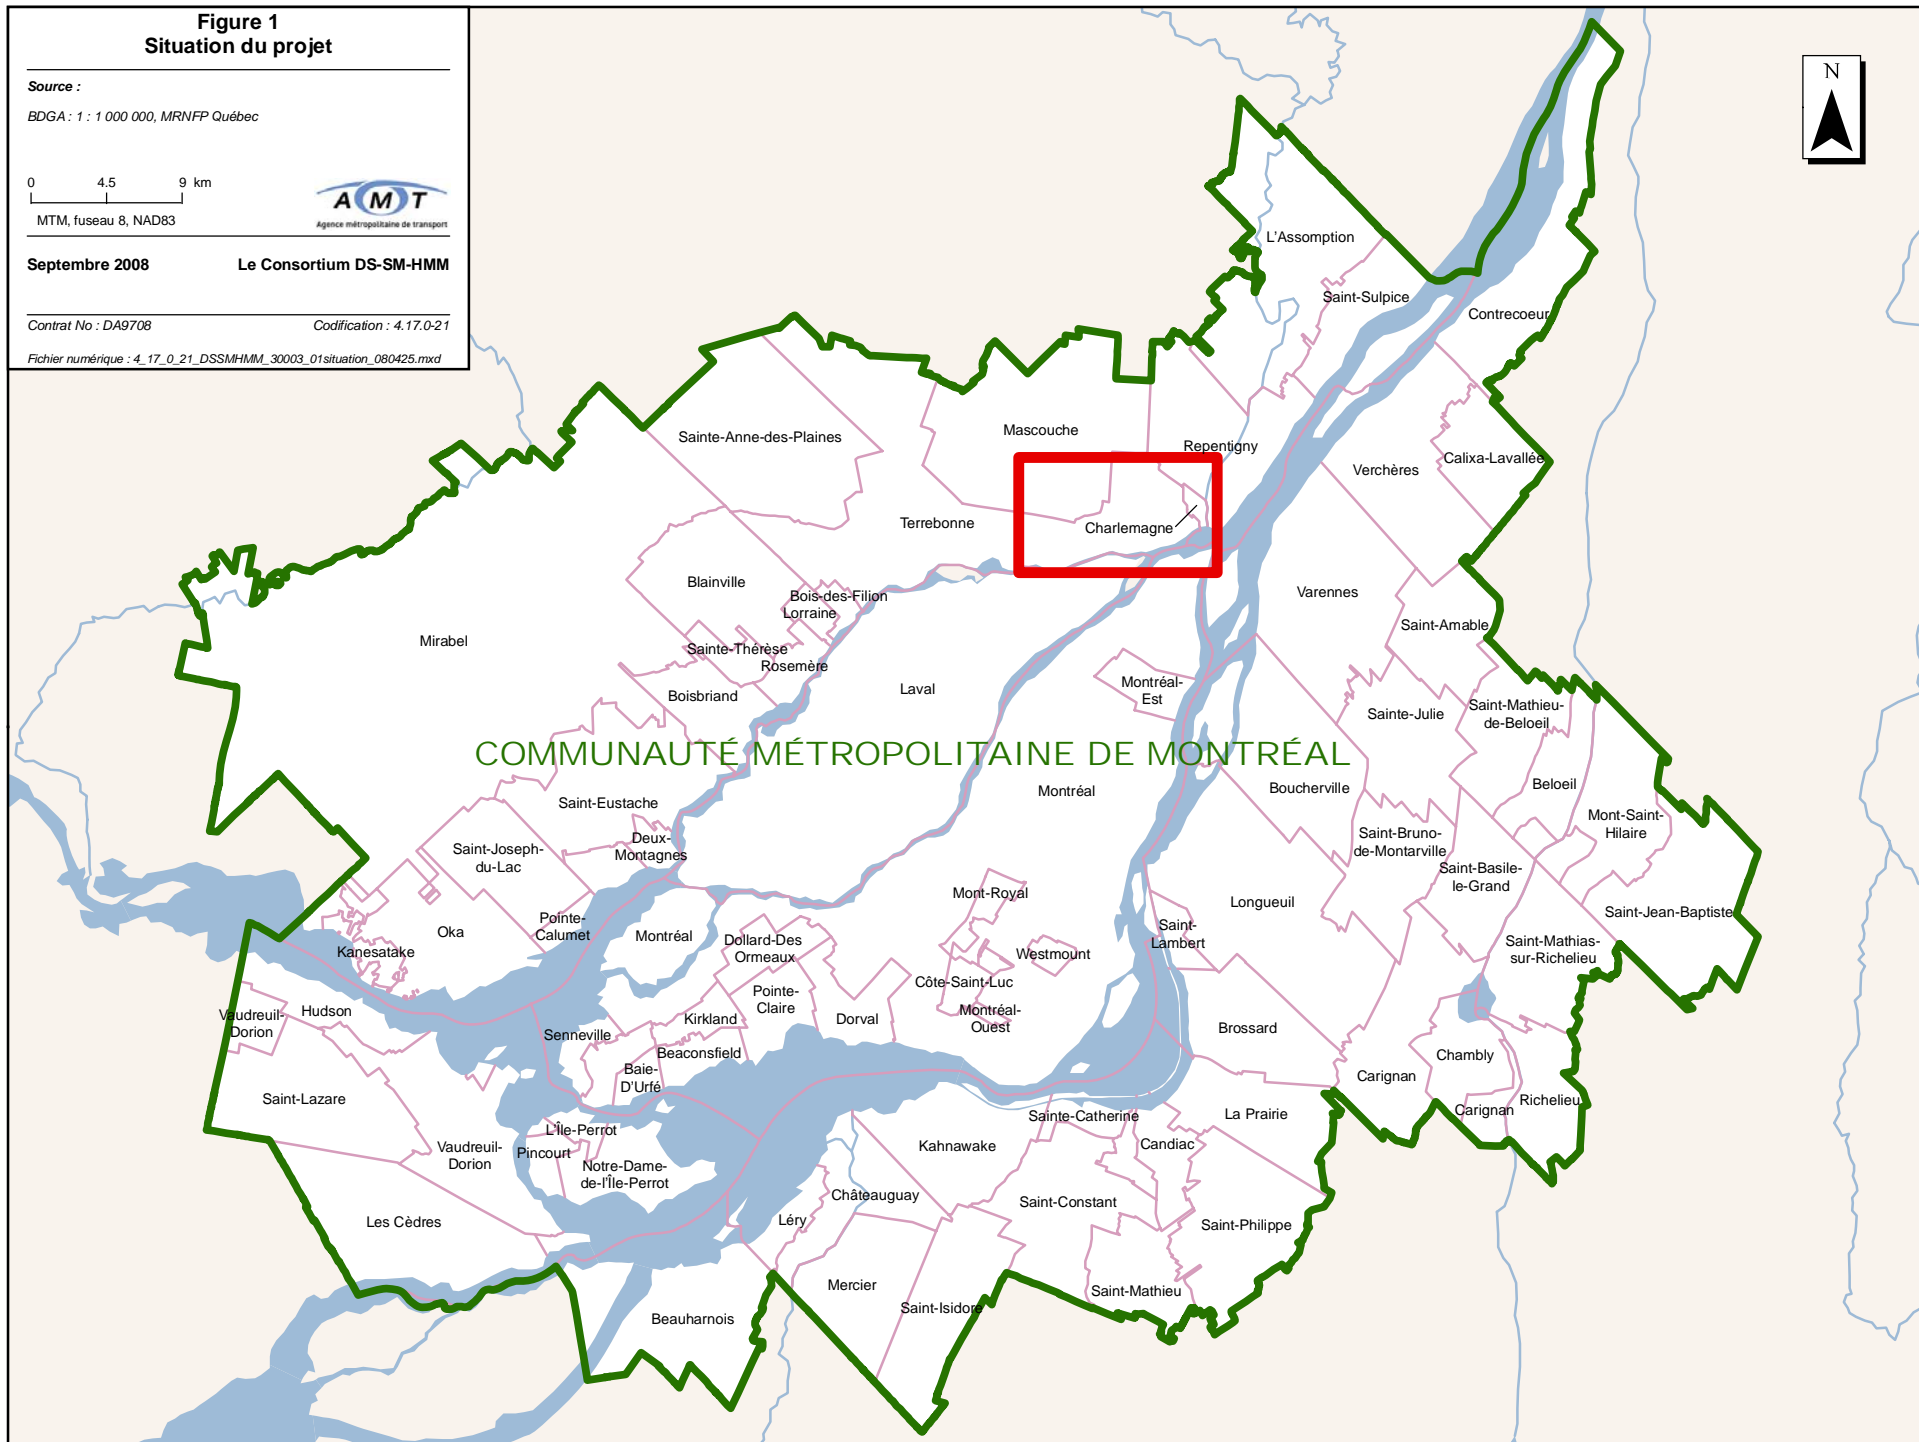 Figure 1
Situation du projet
Source :
BDGA : 1 : 1 000 000, MRNFP Québec
0 4.5 9 km
MTM, fuseau 8, NAD83
AMT
Agence métropolitaine de transport
Septembre 2008 Le Consortium DS-SM-HMM
Contrat No : DA9708 Codification : 4.17.0-21
Fichier numérique : 4_17_0_21_DSSMHMM_30003_01situation_080425.mxd
N
L'Assomption
Saint-Sulpice
Contrecoeur
Mascouche
Sainte-Anne-des-Plaines
Repentigny
Calixa-Lavallée
Verchères
Terrebonne
Charlemagne
Blainville
Varennes
Bois-des-Filion
Lorraine
Saint-Amable
Mirabel
Sainte-Thérèse
Rosemère
Laval
Montréal-
Est
Boisbriand
Sainte-Julie
Saint-Mathieu-
de-Beloeil
COMMUNAUTÉ MÉTROPOLITAINE DE MONTRÉAL
Beloeil
Boucherville
Montréal
Saint-Eustache
Mont-Saint-
Hilaire
Deux-
Montagnes
Saint-Bruno-
de-Montarville
Saint-Joseph-
du-Lac
Saint-Basile-
le-Grand
Mont-Royal
Longueuil
Saint-Jean-Baptiste
Pointe-
Calumet
Oka
Montréal
Saint-
Lambert
Dollard-Des
Ormeaux
Saint-Mathias-
sur-Richelieu
Kanesatake
Westmount
Côte-Saint-Luc
Pointe-
Claire
Hudson
Vaudreuil-
Dorion
Montréal-
Ouest
Kirkland
Dorval
Brossard
Senneville
Beaconsfield
Chambly
Baie-
D'Urfé
Carignan
Saint-Lazare
Richelieu
Carignan
La Prairie
Sainte-Catherine
L'Île-Perrot
Candiac
Kahnawake
Vaudreuil-
Dorion
Pincourt
Notre-Dame-
de-l'Île-Perrot
Châteauguay
Saint-Constant
Les Cèdres
Léry
Saint-Philippe
Mercier
Saint-Mathieu
Saint-Isidore
Beauharnois